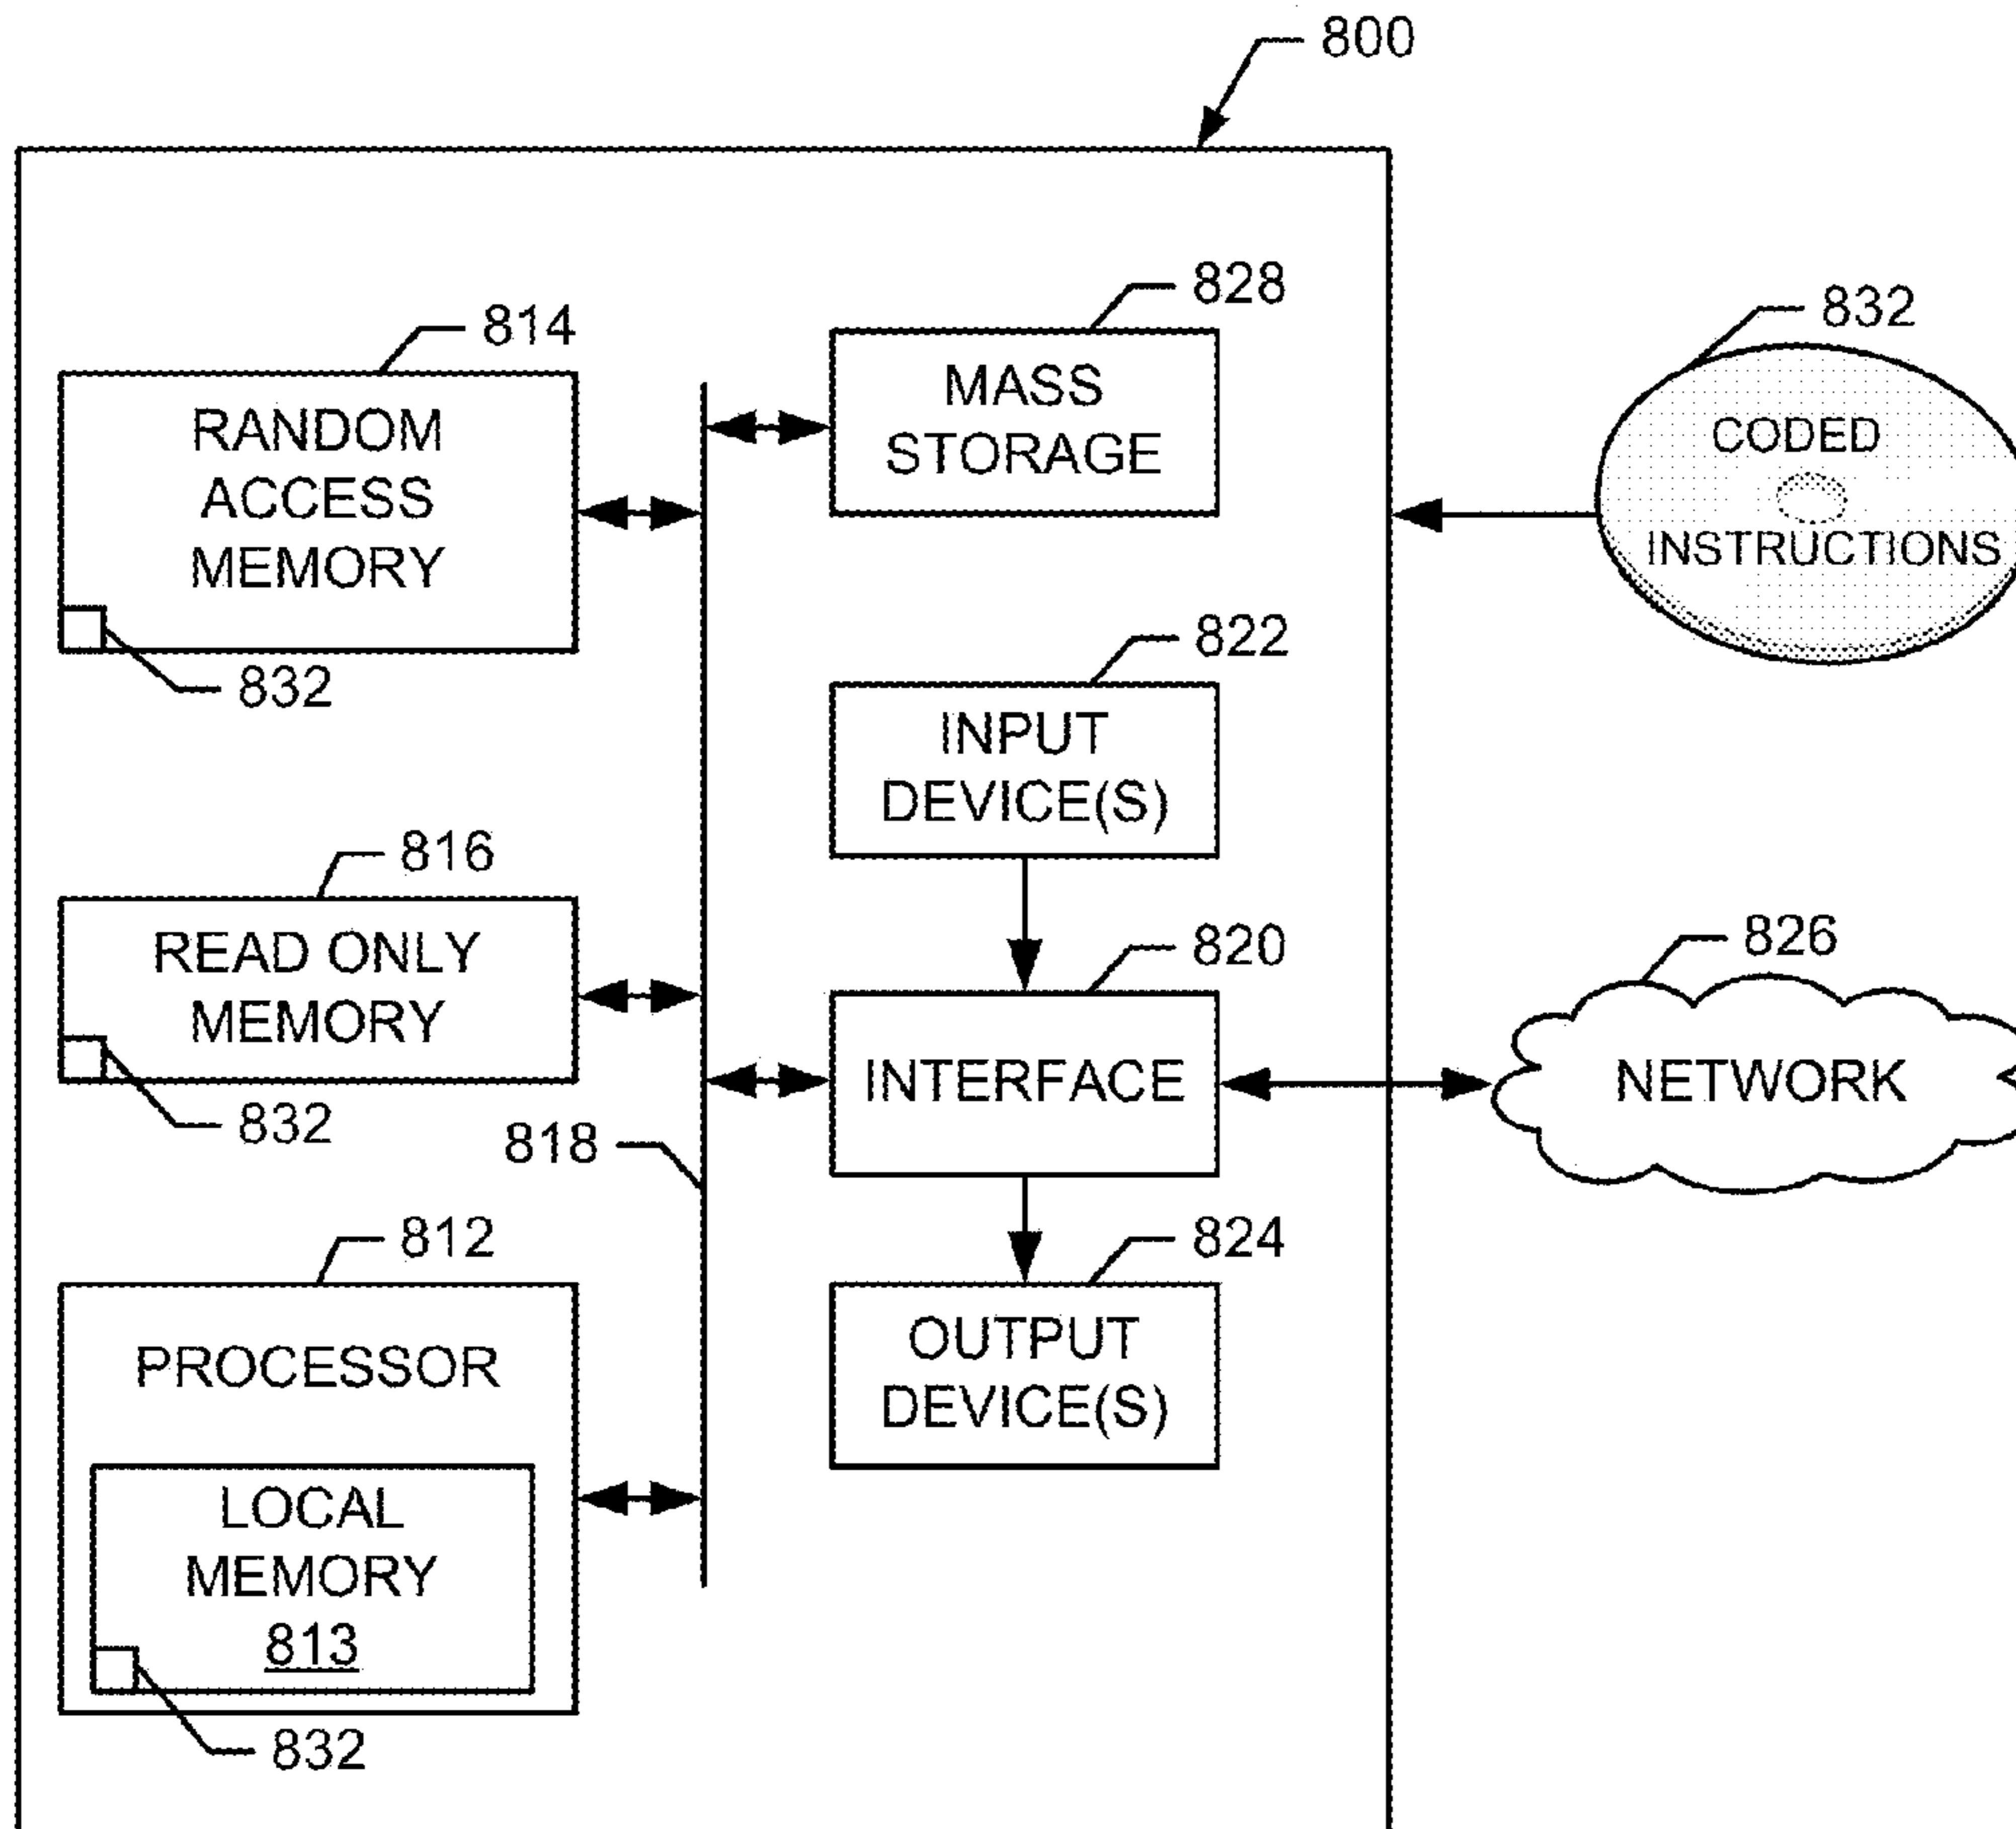 800
814
RANDOM
ACCESS
MEMORY
832
828
MASS
STORAGE
832
CODED
INSTRUCTIONS
822
INPUT
DEVICE(S)
816
READ ONLY
MEMORY
832
818
820
INTERFACE
826
NETWORK
812
PROCESSOR
LOCAL
MEMORY
813
832
824
OUTPUT
DEVICE(S)